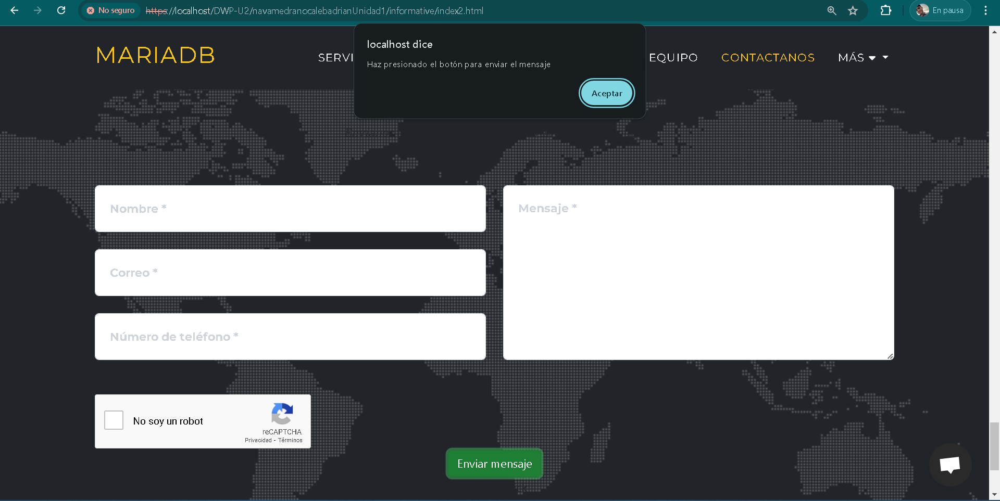 No seguro
https://localhost/DWP-U2/navamedranocalebadrianUnidad1/informative/index2.html
En pausa
localhost dice
Haz presionado el botón para enviar el mensaje
Aceptar
MARIADB
SERVI
EQUIPO
CONTACTANOS
MÁS
Nombre *
Mensaje *
Correo *
Número de teléfono *
No soy un robot
reCAPTCHA
Privacidad - Términos
Enviar mensaje